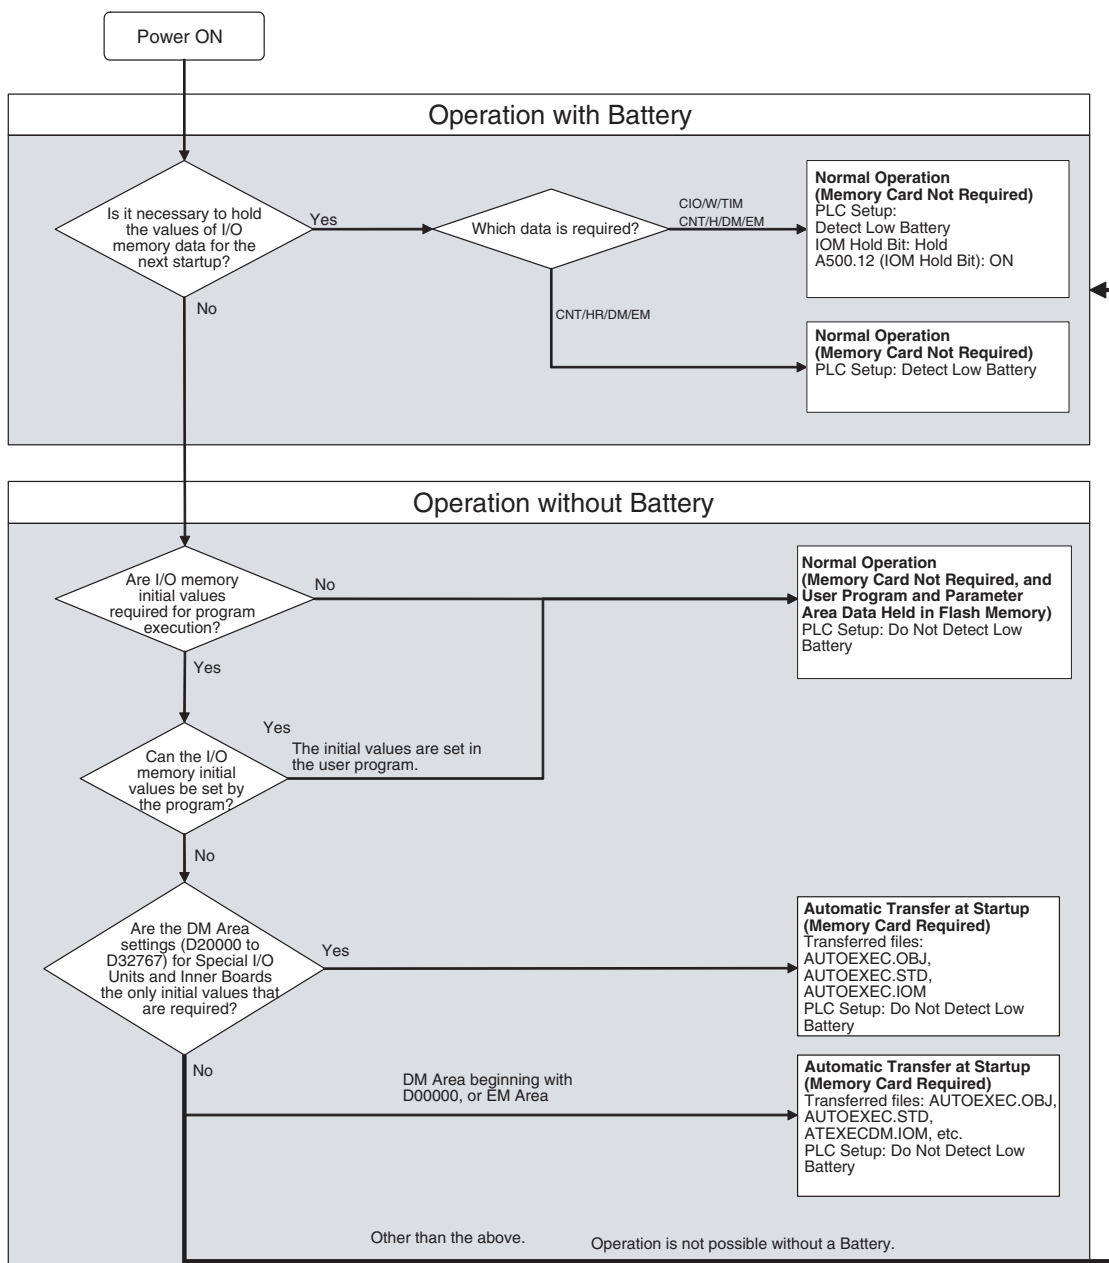 Power ON
Operation with Battery
Is it necessary to hold
the values of I/O
memory data for the
next startup?
Yes
No
Which data is required?
CIO/W/TIM
CNT/H/DM/EM
CNT/HR/DM/EM
Normal Operation
(Memory Card Not Required)
PLC Setup:
Detect Low Battery
IOM Hold Bit: Hold
A500.12 (IOM Hold Bit): ON
Normal Operation
(Memory Card Not Required)
PLC Setup: Detect Low Battery
Operation without Battery
Are I/O memory
initial values
required for program
execution?
No
Yes
Normal Operation
(Memory Card Not Required, and
User Program and Parameter
Area Data Held in Flash Memory)
PLC Setup: Do Not Detect Low
Battery
Can the I/O
memory initial
values be set by
the program?
Yes
The initial values are set in
the user program.
No
Are the DM Area
settings (D20000 to
D32767) for Special I/O
Units and Inner Boards
the only initial values that
are required?
Yes
No
Automatic Transfer at Startup
(Memory Card Required)
Transferred files:
AUTOEXEC.OBJ,
AUTOEXEC.STD,
AUTOEXEC.IOM
PLC Setup: Do Not Detect Low
Battery
DM Area beginning with
D00000, or EM Area
Automatic Transfer at Startup
(Memory Card Required)
Transferred files: AUTOEXEC.OBJ,
AUTOEXEC.STD,
ATEXECDM.IOM, etc.
PLC Setup: Do Not Detect Low
Battery
Other than the above.
Operation is not possible without a Battery.